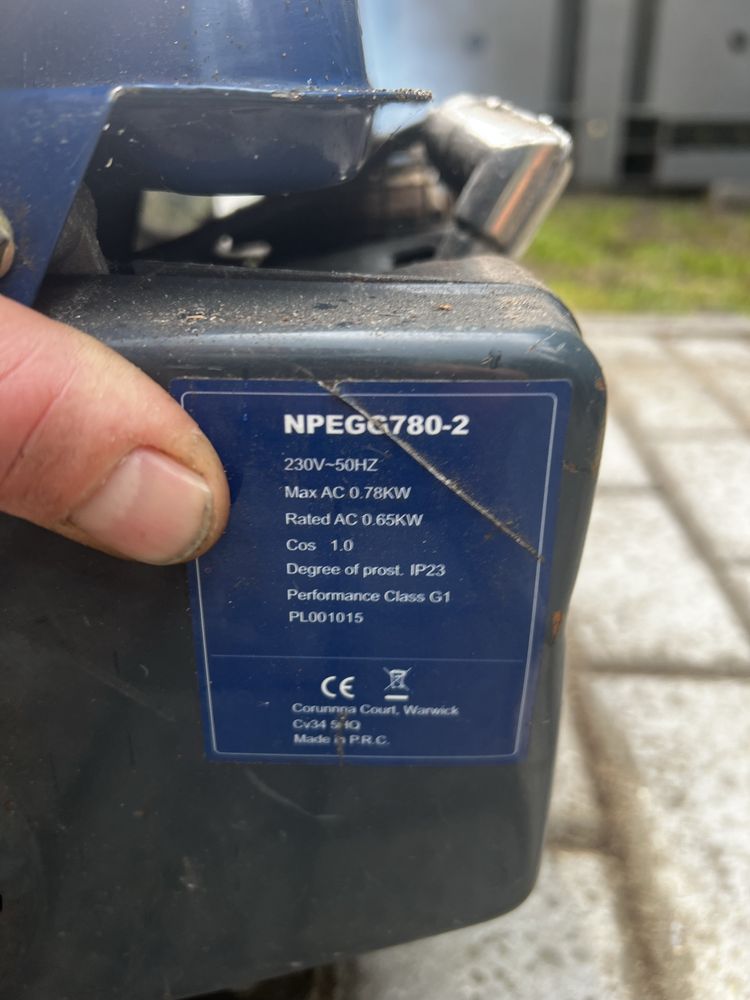 NPEGG780-2
230V~50HZ
Max AC 0.78KW
Rated AC 0.65KW
Cos 1.0
Degree of prost. IP23
Performance Class G1
PL001015
CE
Corunnna Court, Warwick
Cv34 5HQ
Made in P.R.C.